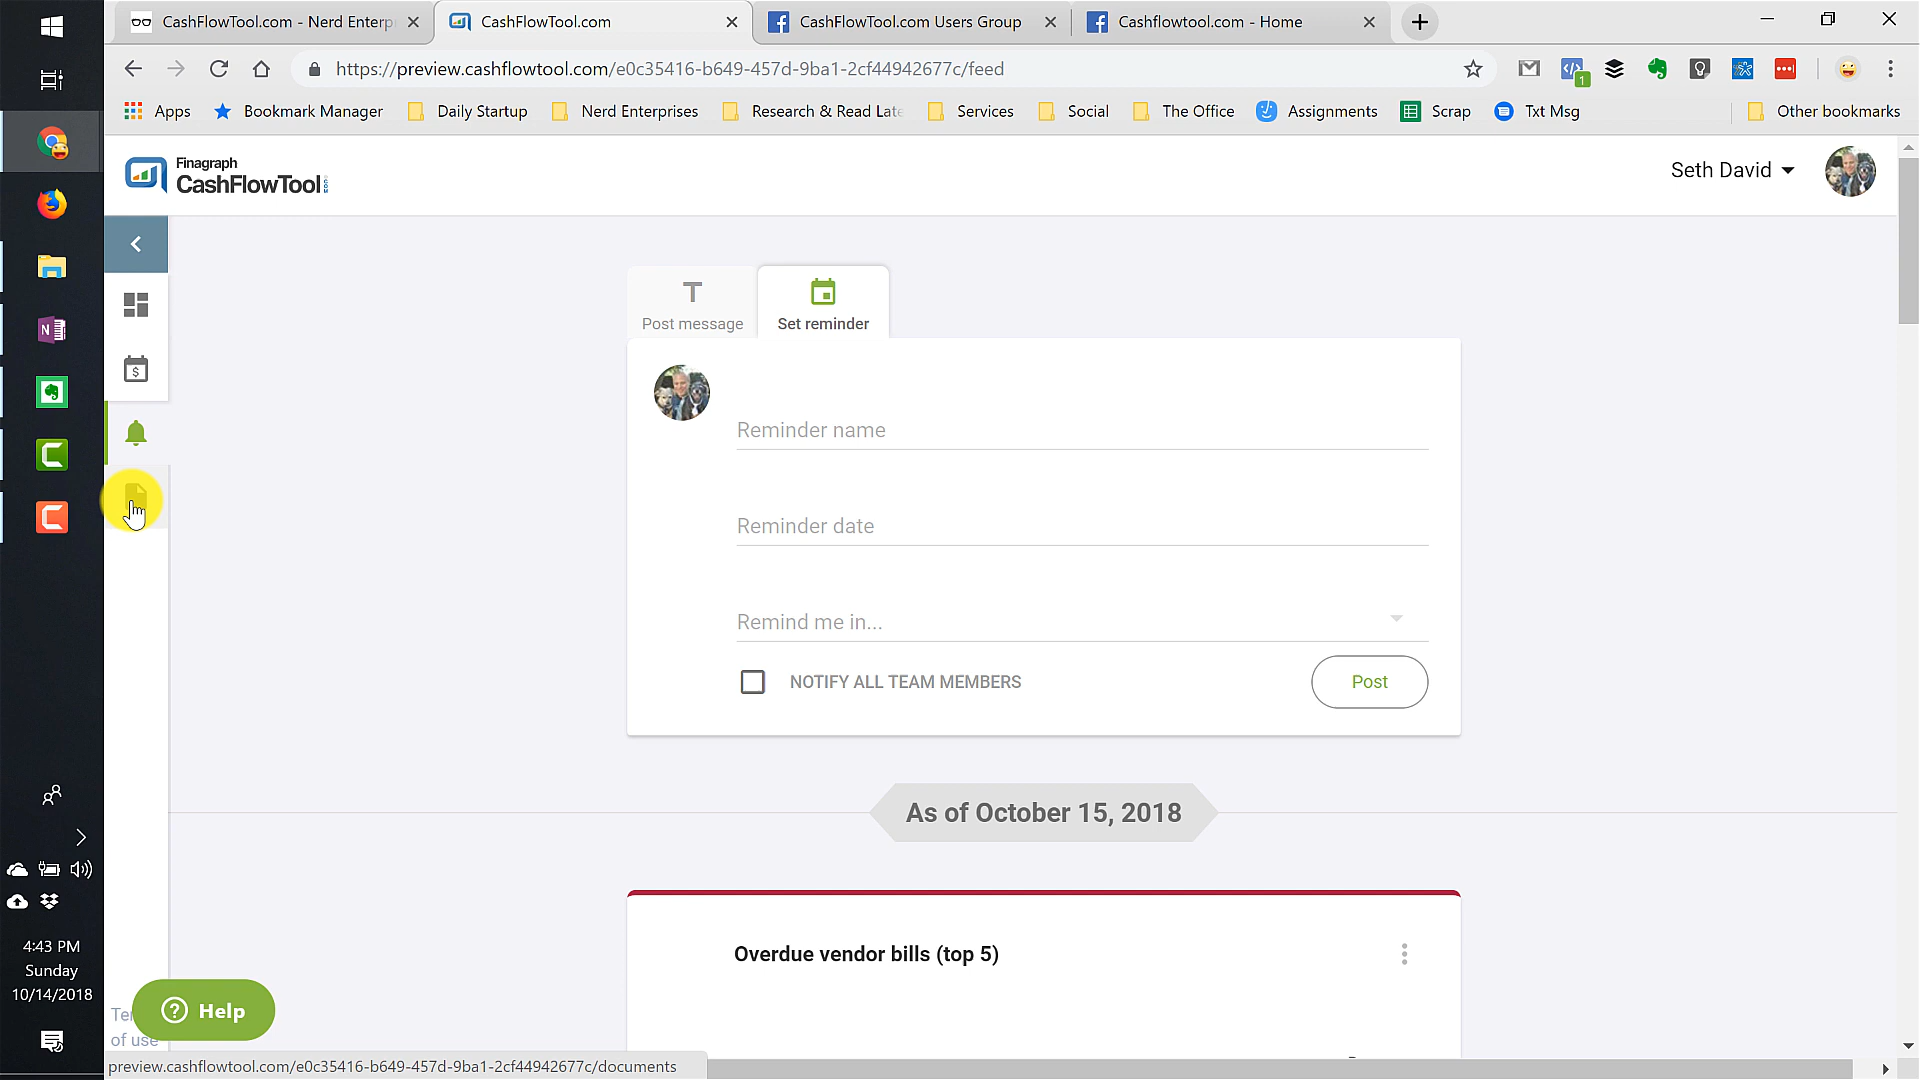 CashFlowTool.com - Nerd Enterp
CashFlowTool.com
CashFlowTool.com Users Group
Cashflowtool.com - Home
https://preview.cashflowtool.com/e0c35416-b649-457d-9ba1-2cf44942677c/feed
1
Apps
Bookmark Manager
Daily Startup
Nerd Enterprises
Research & Read Late
Services
Social
The Office
Assignments
Scrap
Txt Msg
Other bookmarks
Finagraph
CashFlowTool.com
Seth David
Post message
Set reminder
Reminder name
Reminder date
Remind me in...
NOTIFY ALL TEAM MEMBERS
Post
As of October 15, 2018
Overdue vendor bills (top 5)
4:43 PM
Sunday
10/14/2018
Help
Ter
of use
preview.cashflowtool.com/e0c35416-b649-457d-9ba1-2cf44942677c/documents